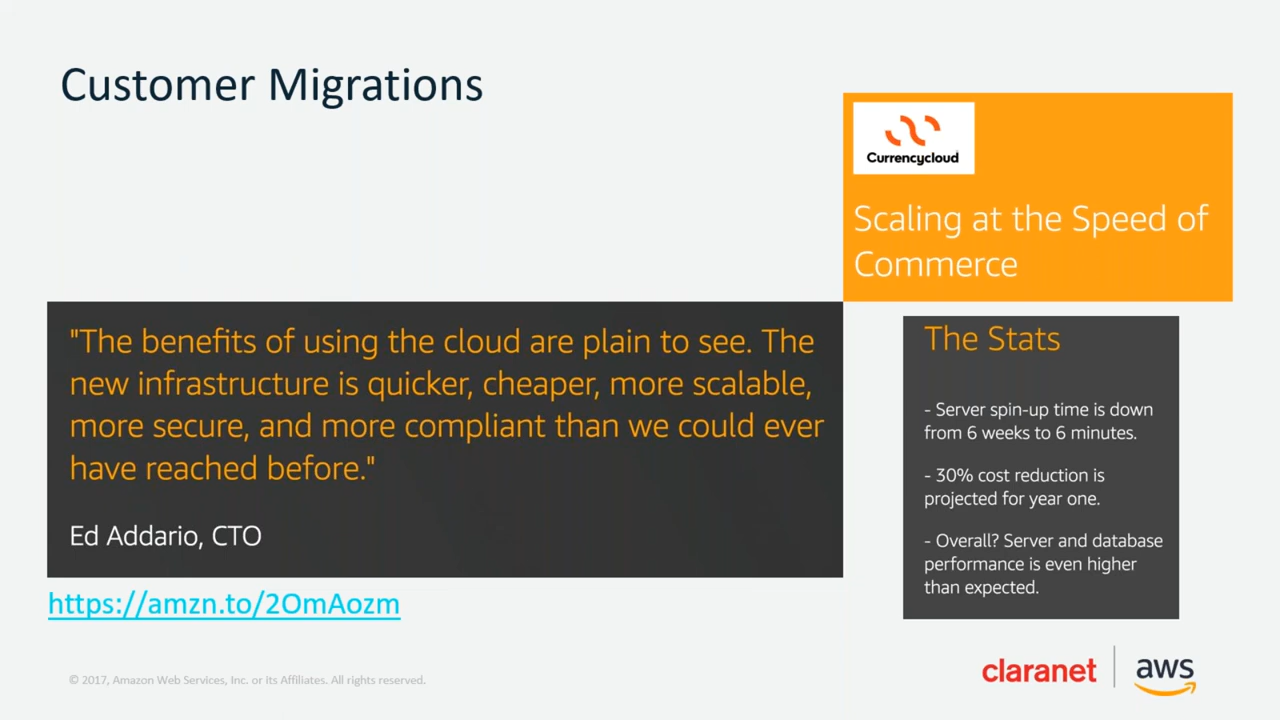 Customer Migrations
Currencycloud
Scaling at the Speed of
Commerce
"The benefits of using the cloud are plain to see. The
new infrastructure is quicker, cheaper, more scalable,
more secure, and more compliant than we could ever
have reached before."
Ed Addario, CTO
https://amzn.to/2OmAozm
The Stats
- Server spin-up time is down
from 6 weeks to 6 minutes.
- 30% cost reduction is
projected for year one.
- Overall? Server and database
performance is even higher
than expected.
© 2017, Amazon Web Services, Inc. or Its Affiliates. All rights reserved.
claranet
aws